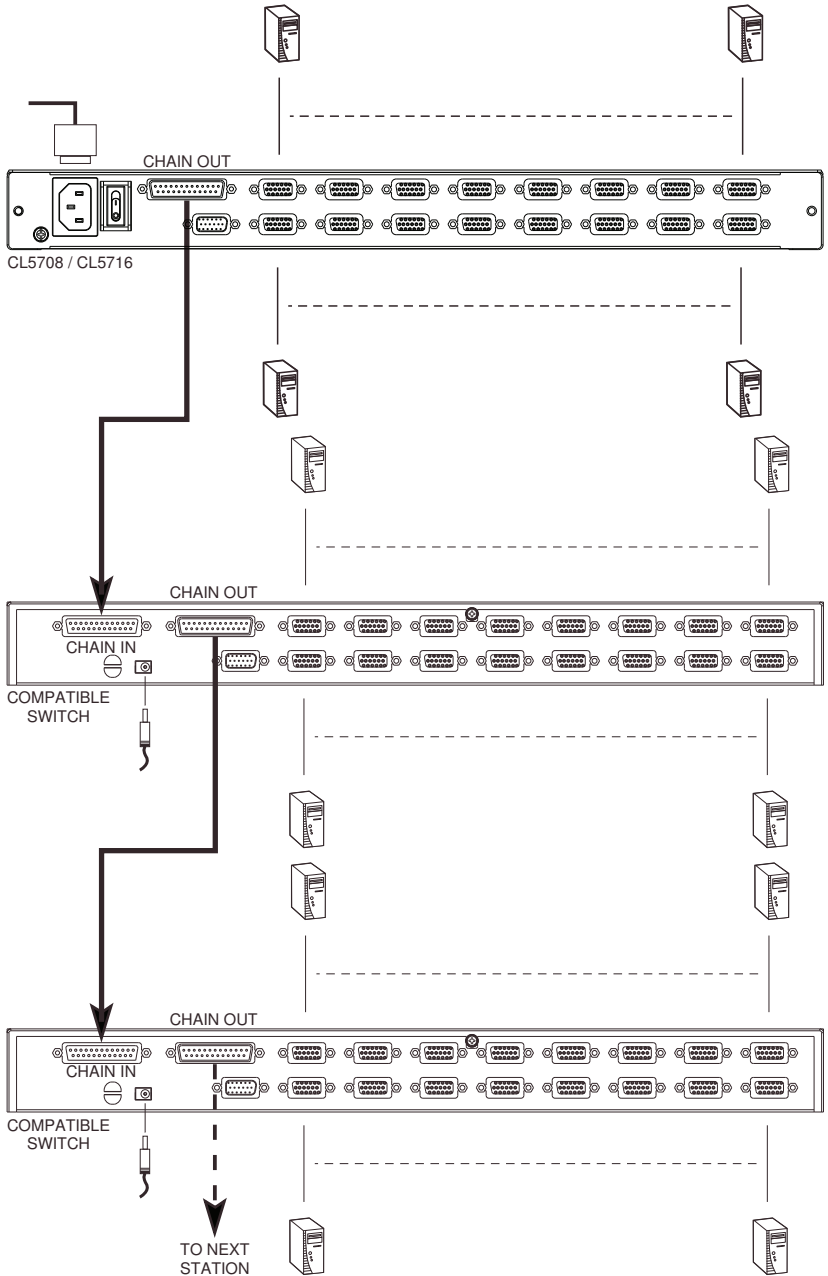 CHAIN OUT
CL5708 / CL5716
CHAIN OUT
CHAIN IN
COMPATIBLE
SWITCH
CHAIN OUT
CHAIN IN
COMPATIBLE
SWITCH
TO NEXT
STATION